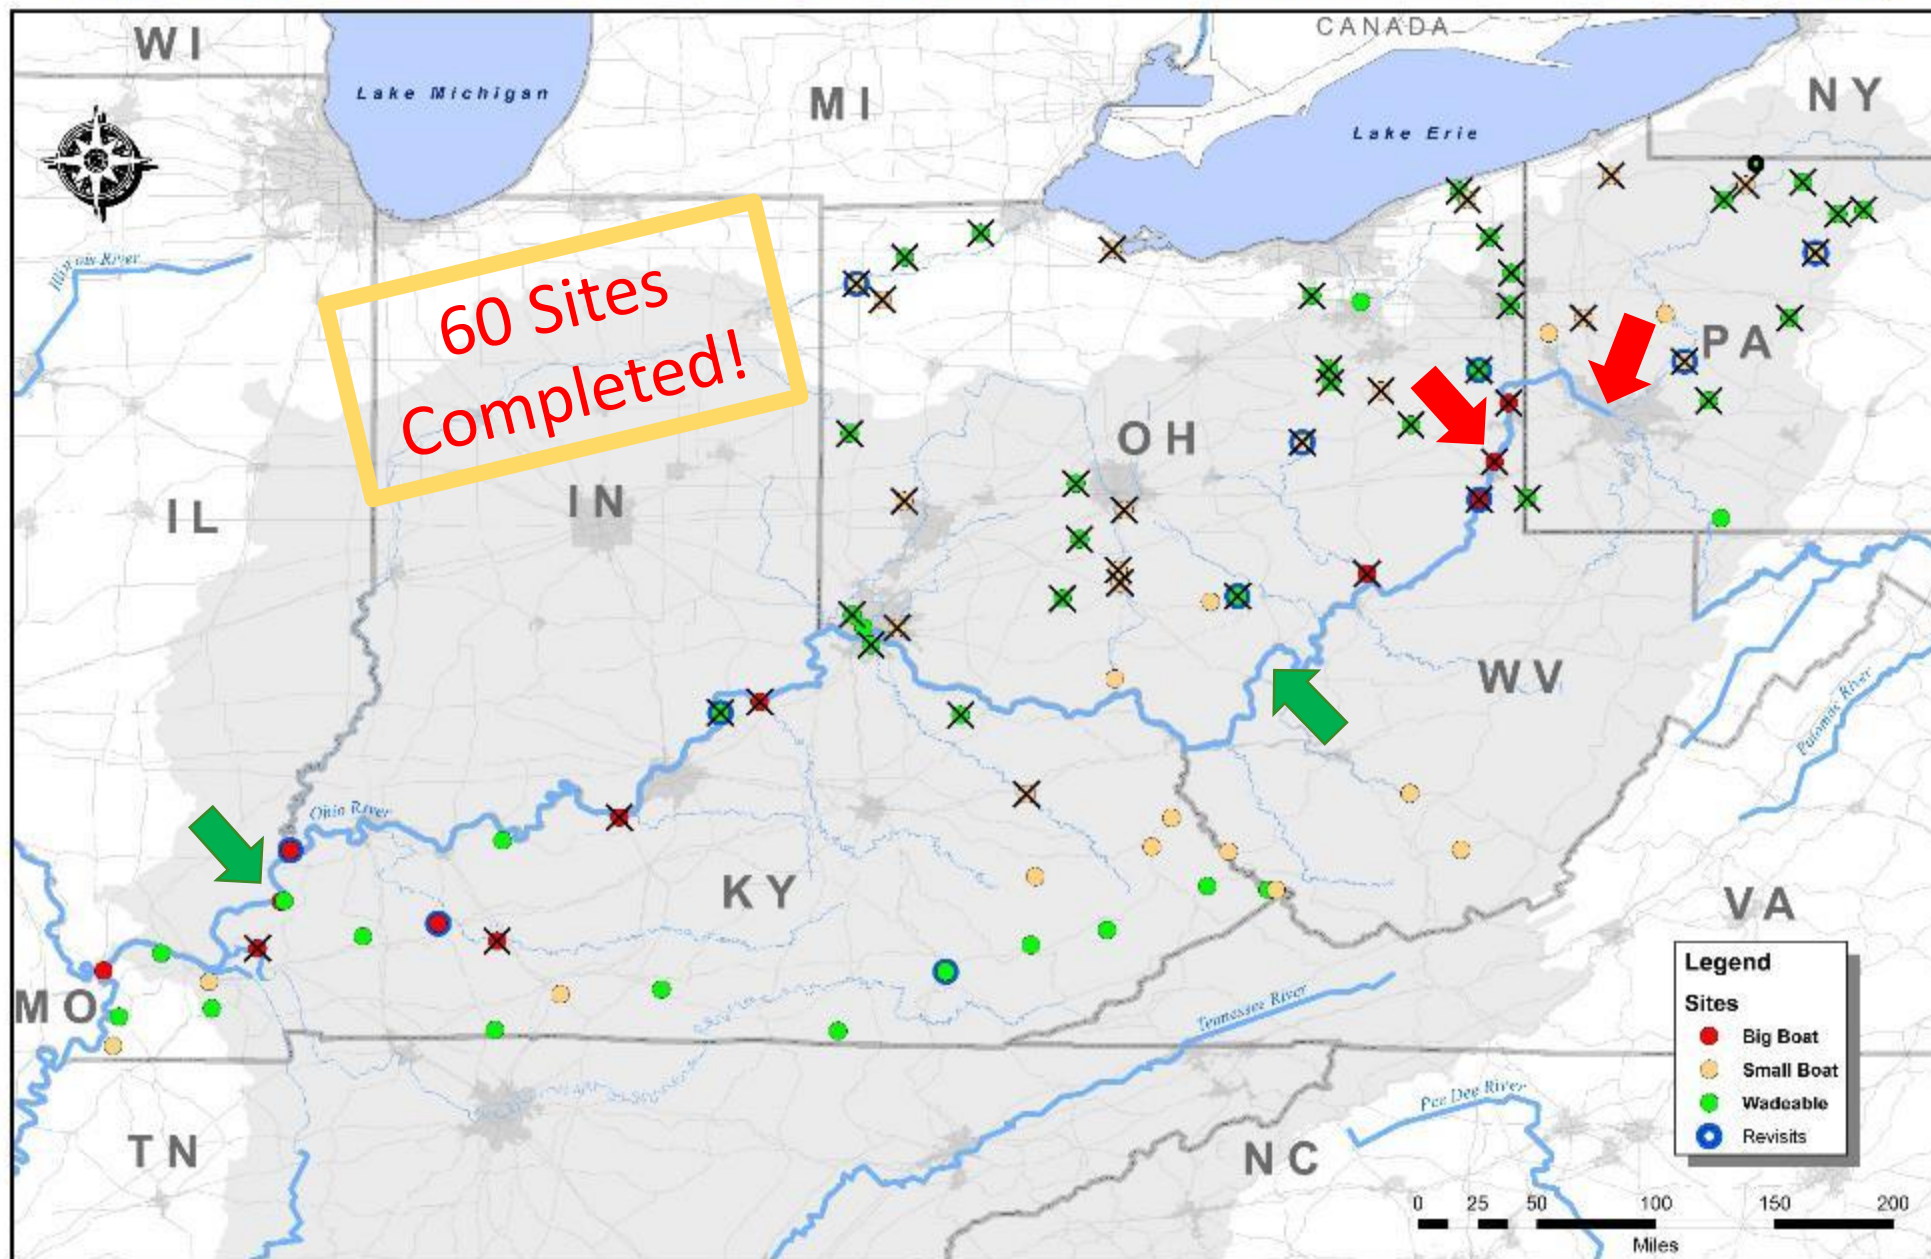 CANADA
WI
NY
Lake Michigan
MI
Lake Erie
Illinois River
60 Sites
Completed!
PA
OH
IN
IL
WV
Potomac River
Ohio River
KY
VA
MO
Tennessee River
Pee Dee River
TN
NC
Legend
Sites
Big Boat
Small Boat
Wadeable
Revisits
0 25 50 100 150 200
Miles